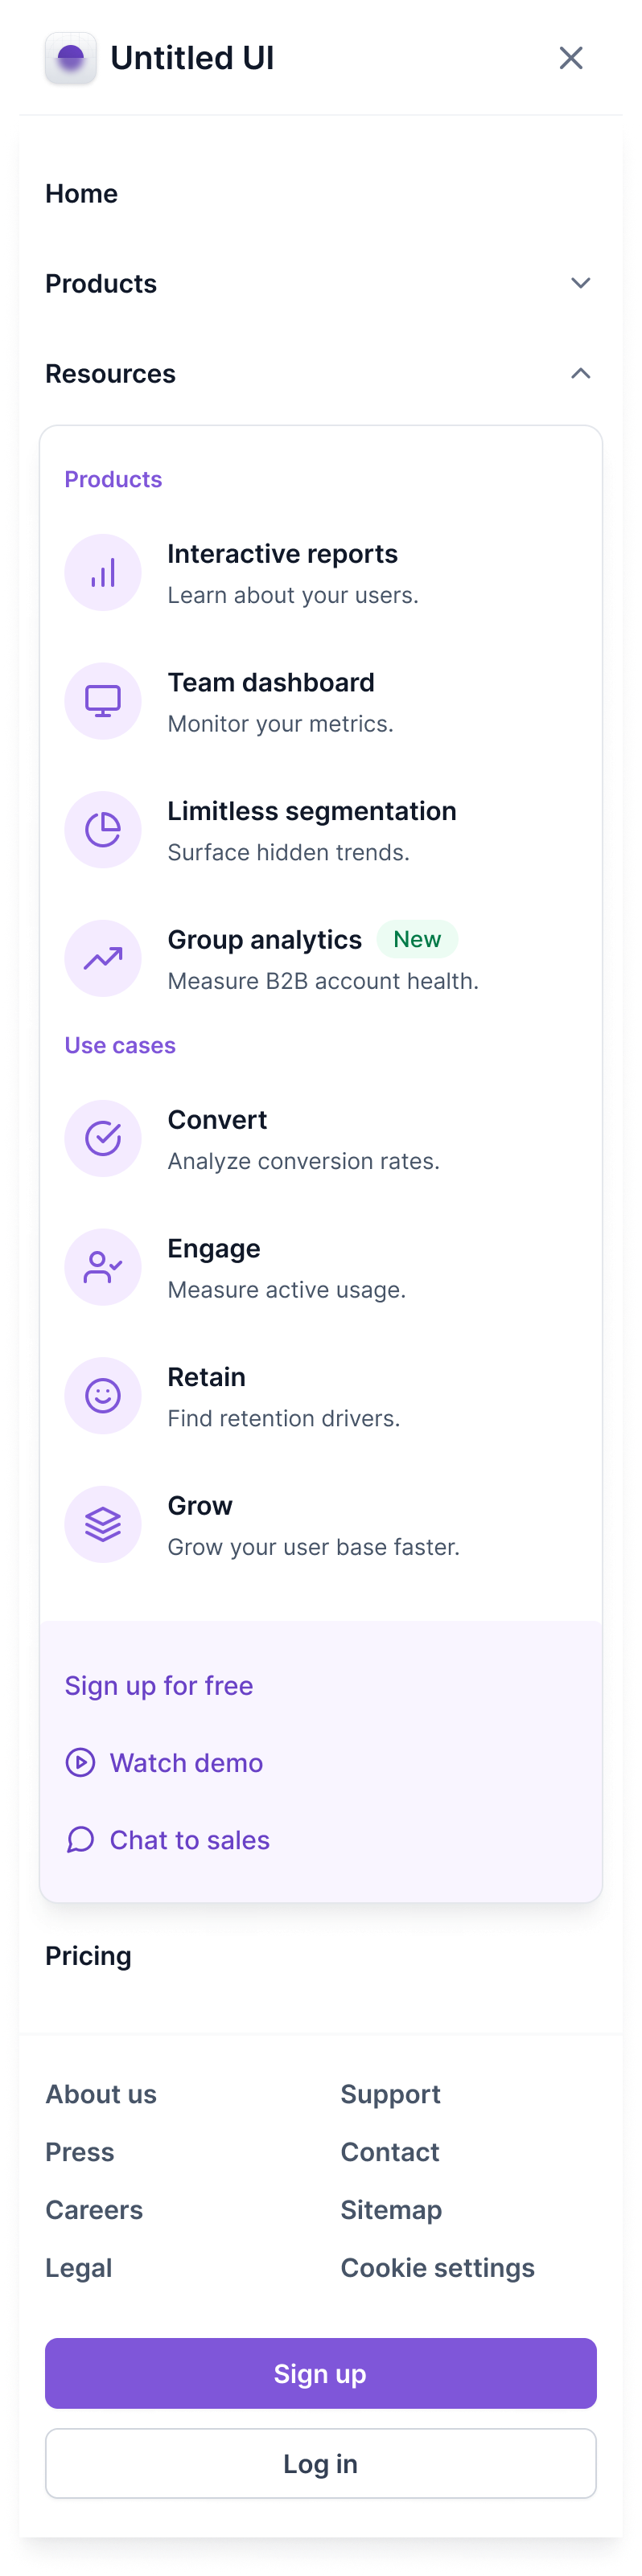 Untitled UI
Home
Products
Resources
Products
Interactive reports
Learn about your users.
Team dashboard
Monitor your metrics.
Limitless segmentation
Surface hidden trends.
Group analytics New
Measure B2B account health.
Use cases
Convert
Analyze conversion rates.
Engage
Measure active usage.
Retain
Find retention drivers.
Grow
Grow your user base faster.
Sign up for free
Watch demo
Chat to sales
Pricing
About us
Press
Careers
Legal
Support
Contact
Sitemap
Cookie settings
Sign up
Log in